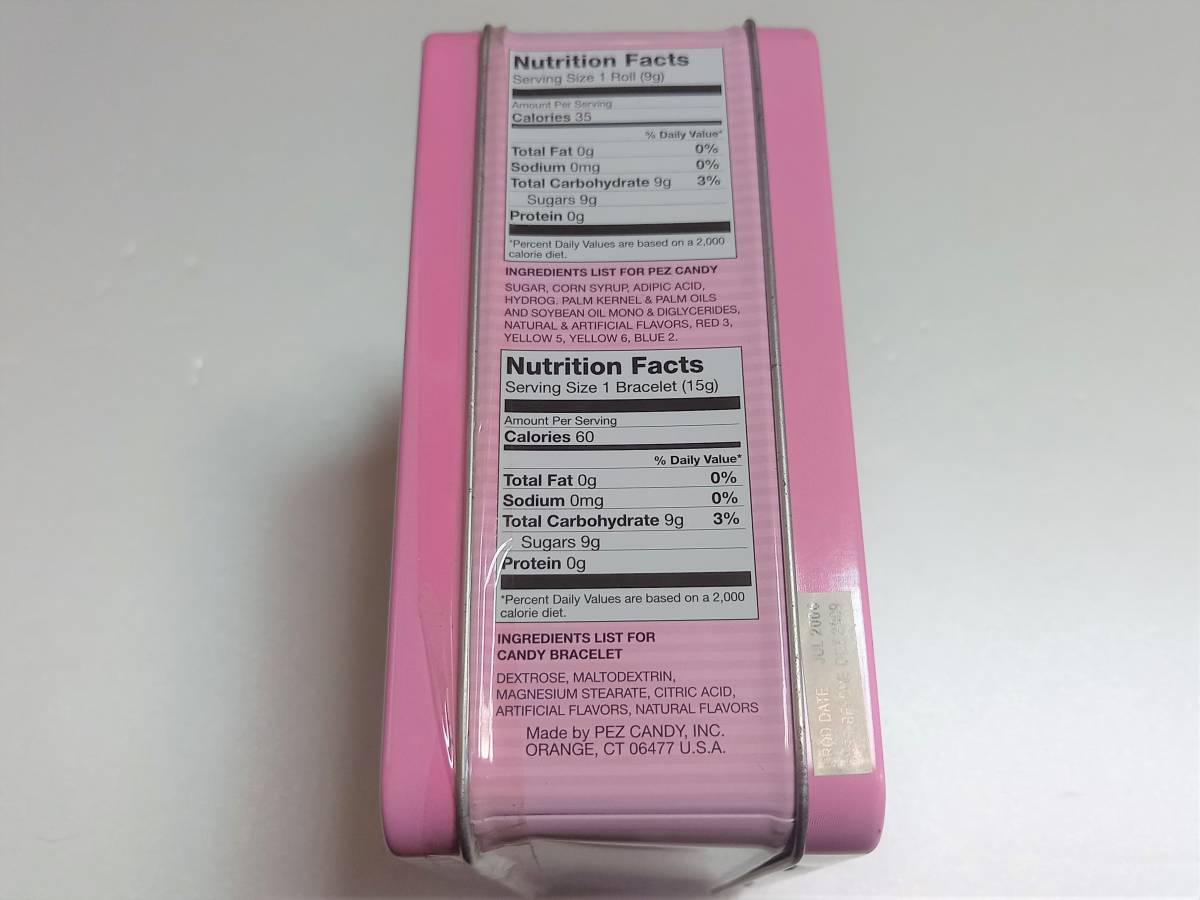 Nutrition Facts
Serving Size 1 Roll (9g)
Amount Per Serving
Calories 35
% Daily Value*
Total Fat 0g 0%
Sodium 0mg 0%
Total Carbohydrate 9g 3%
Sugars 9g
Protein 0g
*Percent Daily Values are based on a 2,000
calorie diet.
INGREDIENTS LIST FOR PEZ CANDY
SUGAR, CORN SYRUP, ADIPIC ACID,
HYDROG. PALM KERNEL & PALM OILS
AND SOYBEAN OIL MONO & DIGLYCERIDES,
NATURAL & ARTIFICIAL FLAVORS, RED 3,
YELLOW 5, YELLOW 6, BLUE 2.
Nutrition Facts
Serving Size 1 Bracelet (15g)
Amount Per Serving
Calories 60
% Daily Value*
Total Fat 0g 0%
Sodium 0mg 0%
Total Carbohydrate 9g 3%
Sugars 9g
Protein 0g
*Percent Daily Values are based on a 2,000
calorie diet.
INGREDIENTS LIST FOR
CANDY BRACELET
DEXTROSE, MALTODEXTRIN,
MAGNESIUM STEARATE, CITRIC ACID,
ARTIFICIAL FLAVORS, NATURAL FLAVORS
Made by PEZ CANDY, INC.
ORANGE, CT 06477 U.S.A.
PROD DATE JUL